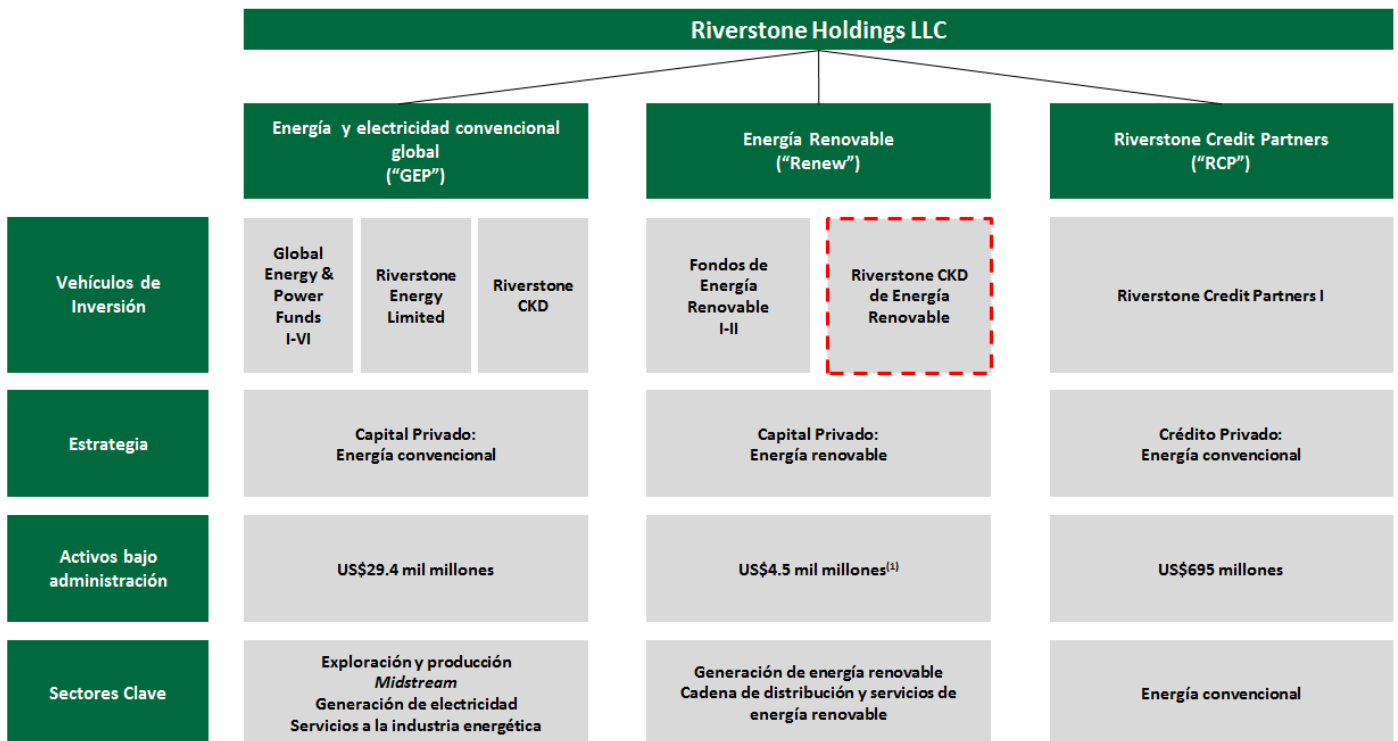 Riverstone Holdings LLC
Energía y electricidad convencional
global
(“GEP”)
Energía Renovable
(“Renew”)
Riverstone Credit Partners
(“RCP”)
Vehículos de
Inversión
Global
Energy &
Power
Funds
I-VI
Riverstone
Energy
Limited
Riverstone
CKD
Fondos de
Energía
Renovable
I-II
Riverstone CKD
de Energía
Renovable
Riverstone Credit Partners I
Estrategia
Capital Privado:
Energía convencional
Capital Privado:
Energía renovable
Crédito Privado:
Energía convencional
Activos bajo
administración
US$29.4 mil millones
US$4.5 mil millones(1)
US$695 millones
Sectores Clave
Exploración y producción
Midstream
Generación de electricidad
Servicios a la industria energética
Generación de energía renovable
Cadena de distribución y servicios de
energía renovable
Energía convencional